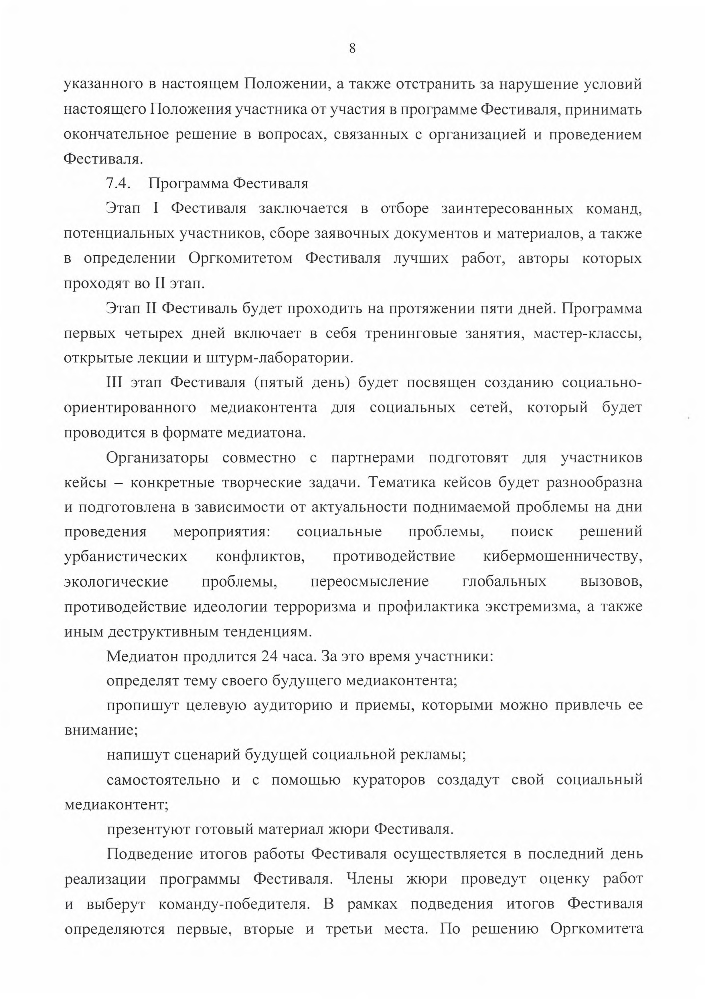 8
указанного в настоящем Положении, а также отстранить за нарушение условий
настоящего Положения участника от участия в программе Фестиваля, принимать
окончательное решение в вопросах, связанных с организацией и проведением
Фестиваля.
7.4. Программа Фестиваля
Этап I Фестиваля заключается в отборе заинтересованных команд,
потенциальных участников, сборе заявочных документов и материалов, а также
в определении Оргкомитетом Фестиваля лучших работ, авторы которых
проходят во II этап.
Этап II Фестиваль будет проходить на протяжении пяти дней. Программа
первых четырех дней включает в себя тренинговые занятия, мастер-классы,
открытые лекции и штурм-лаборатории.
III этап Фестиваля (пятый день) будет посвящен созданию социально-
ориентированного медиаконтента для социальных сетей, который будет
проводится в формате медиатона.
Организаторы совместно с партнерами подготовят для участников
кейсы – конкретные творческие задачи. Тематика кейсов будет разнообразна
и подготовлена в зависимости от актуальности поднимаемой проблемы на дни
проведения мероприятия: социальные проблемы, поиск решений
урбанистических конфликтов, противодействие кибермошенничеству,
экологические проблемы, переосмысление глобальных вызовов,
противодействие идеологии терроризма и профилактика экстремизма, а также
иным деструктивным тенденциям.
Медиатон продлится 24 часа. За это время участники:
определят тему своего будущего медиаконтента;
пропишут целевую аудиторию и приемы, которыми можно привлечь ее
внимание;
напишут сценарий будущей социальной рекламы;
самостоятельно и с помощью кураторов создадут свой социальный
медиаконтент;
презентуют готовый материал жюри Фестиваля.
Подведение итогов работы Фестиваля осуществляется в последний день
реализации программы Фестиваля. Члены жюри проведут оценку работ
и выберут команду-победителя. В рамках подведения итогов Фестиваля
определяются первые, вторые и третьи места. По решению Оргкомитета